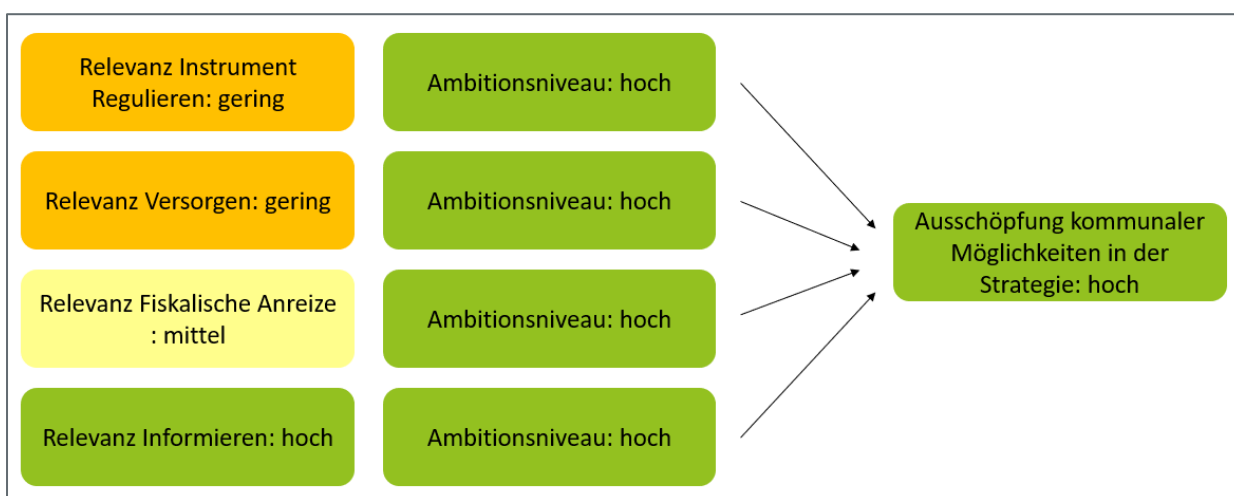 Relevanz Instrument
Regulieren: gering
Ambitionsniveau: hoch
Relevanz Versorgen: gering
Ambitionsniveau: hoch
Relevanz Fiskalische Anreize
: mittel
Ambitionsniveau: hoch
Relevanz Informieren: hoch
Ambitionsniveau: hoch
Ausschöpfung kommunaler
Möglichkeiten in der
Strategie: hoch